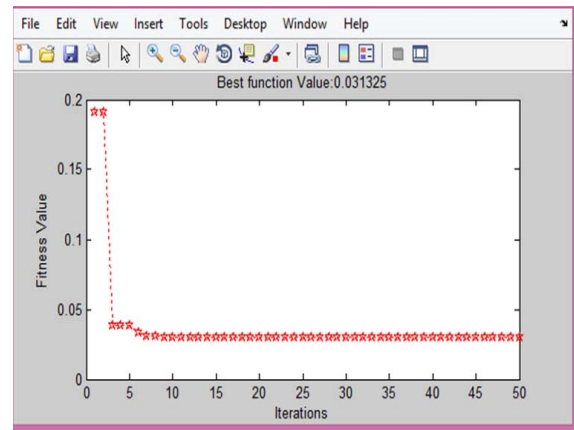 File Edit View Insert Tools Desktop Window Help
Best function Value:0.031325
0.2
0.15
0.1
0.05
0
Fitness Value
0 5 10 15 20 25 30 35 40 45 50
Iterations